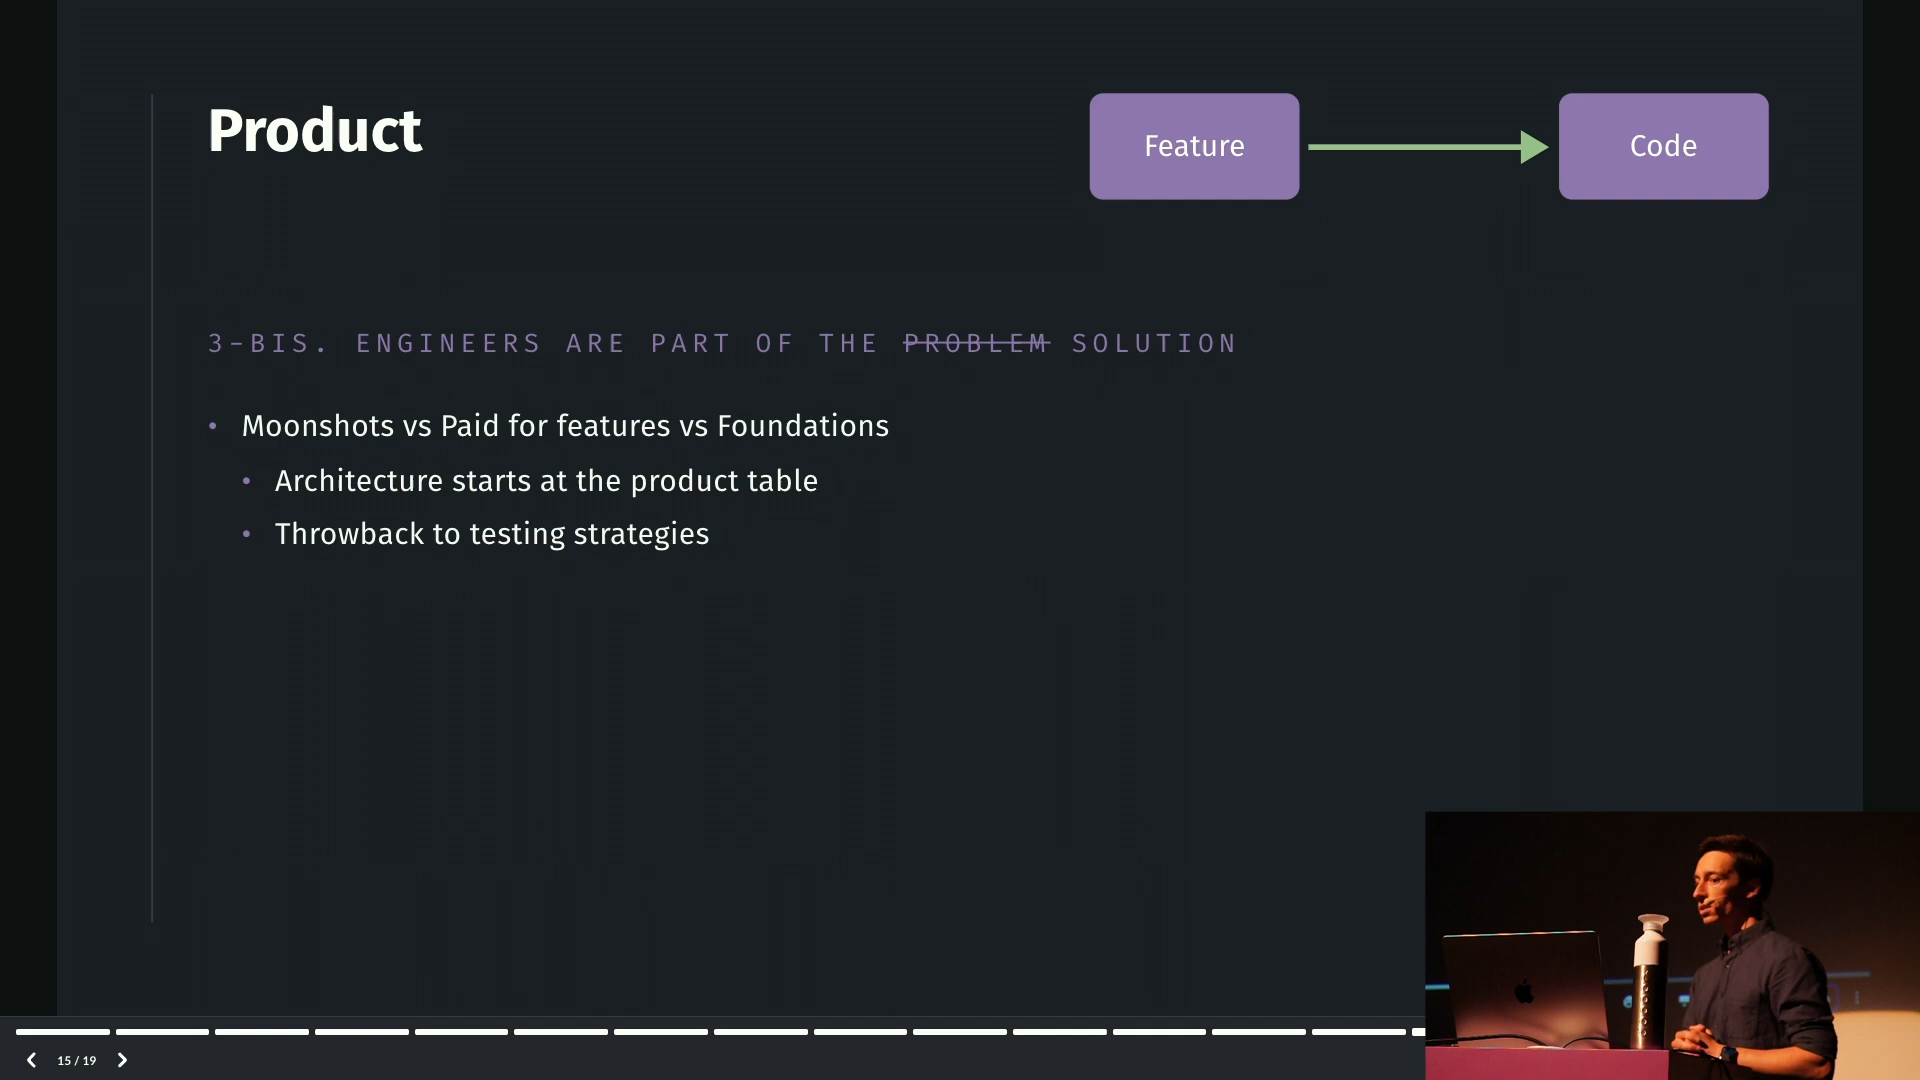 Product
Feature
Code
3-BIS. ENGINEERS ARE PART OF THE PROBLEM SOLUTION
• Moonshots vs Paid for features vs Foundations
• Architecture starts at the product table
• Throwback to testing strategies
15 / 19